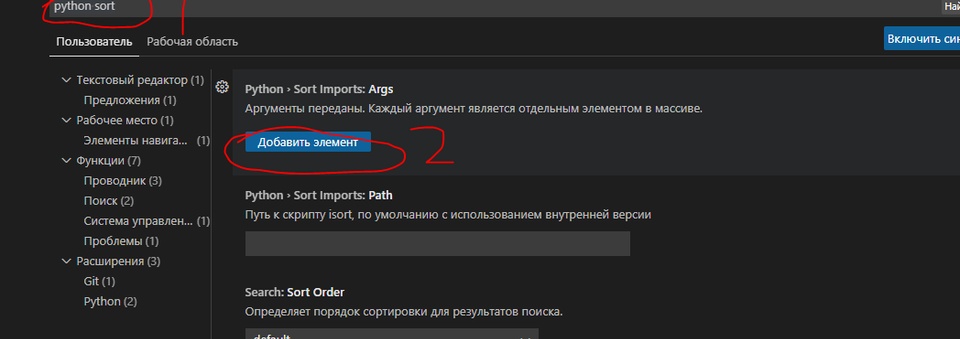 python sort
Най
1
Пользователь Рабочая область
Включить син
Текстовый редактор (1)
Предложения (1)
Рабочее место (1)
Элементы навига... (1)
Функции (7)
Проводник (3)
Поиск (2)
Система управлен... (1)
Проблемы (1)
Расширения (3)
Git (1)
Python (2)
Python › Sort Imports: Args
Аргументы переданы. Каждый аргумент является отдельным элементом в массиве.
Добавить элемент
2
Python › Sort Imports: Path
Путь к скрипту isort, по умолчанию с использованием внутренней версии
Search: Sort Order
Определяет порядок сортировки для результатов поиска.
default